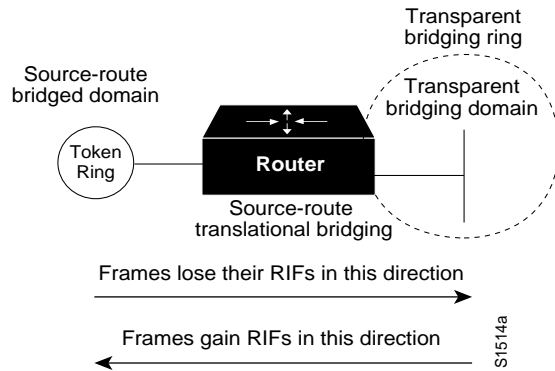 Transparent
bridging ring
Source-route
bridged domain
Transparent
bridging domain
Token
Ring
Router
Source-route
translational bridging
Frames lose their RIFs in this direction
Frames gain RIFs in this direction
S1514a